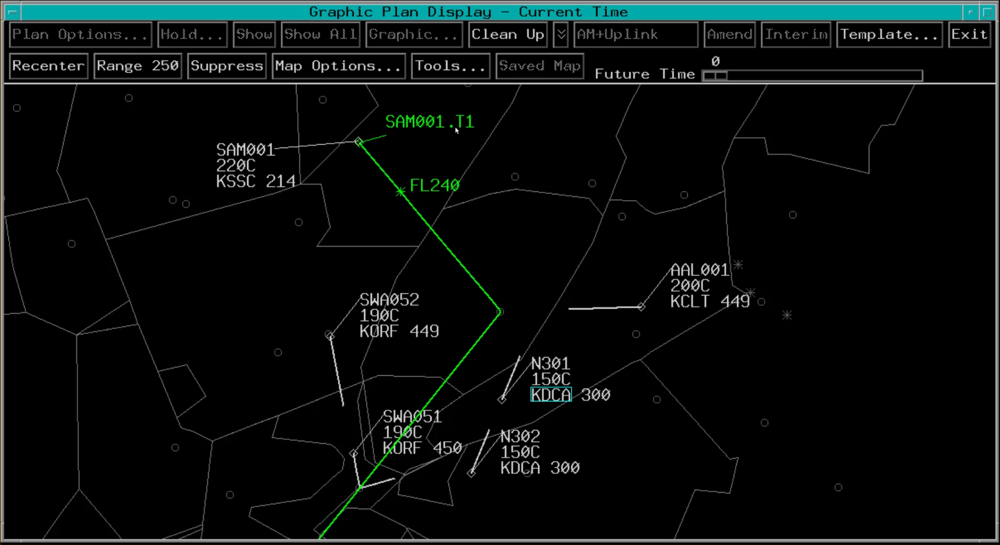 Graphic Plan Display - Current Time
Plan Options... Hold... Show Show All Graphic... Clean Up AM+Uplink Amend Interim Template... Exit
Recenter Range 250 Suppress Map Options... Tools... Saved Map Future Time 0
SAM001.T1
SAM001
220C
KSSC 214
FL240
AAL001
200C
KCLT 449
SWA052
190C
KORF 449
N301
150C
KDCA 300
SWA051
190C
KORF 450
N302
150C
KDCA 300